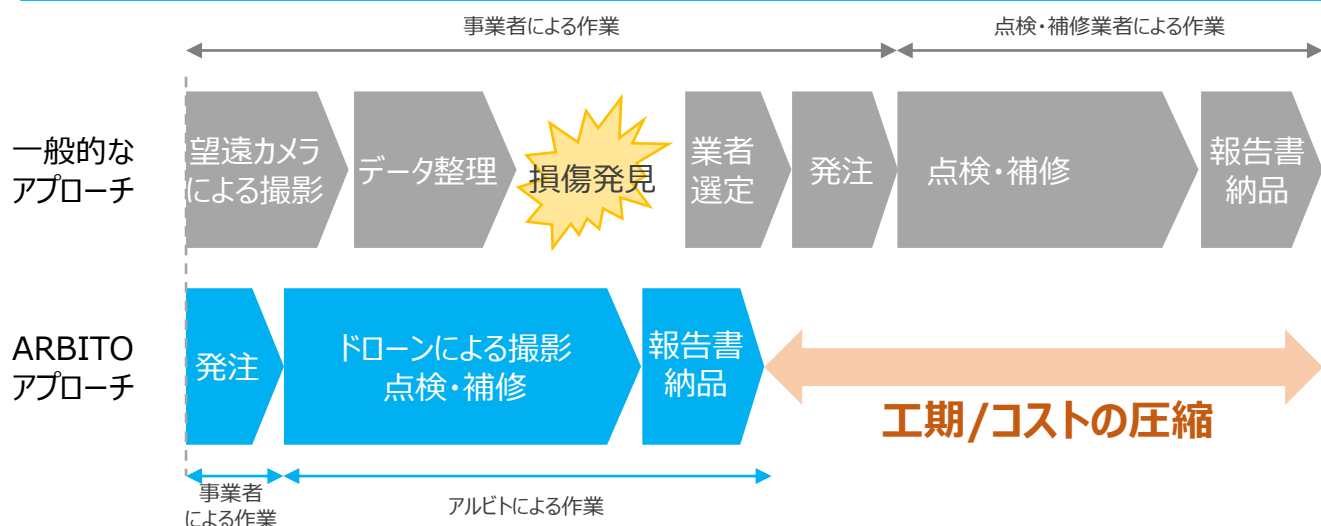 事業者による作業
点検・補修業者による作業
一般的な
アプローチ
望遠カメラ
による撮影
データ整理
損傷発見
業者
選定
発注
点検・補修
報告書
納品
ARBITO
アプローチ
発注
ドローンによる撮影
点検・補修
報告書
納品
工期/コストの圧縮
事業者
による作業
アルビトによる作業